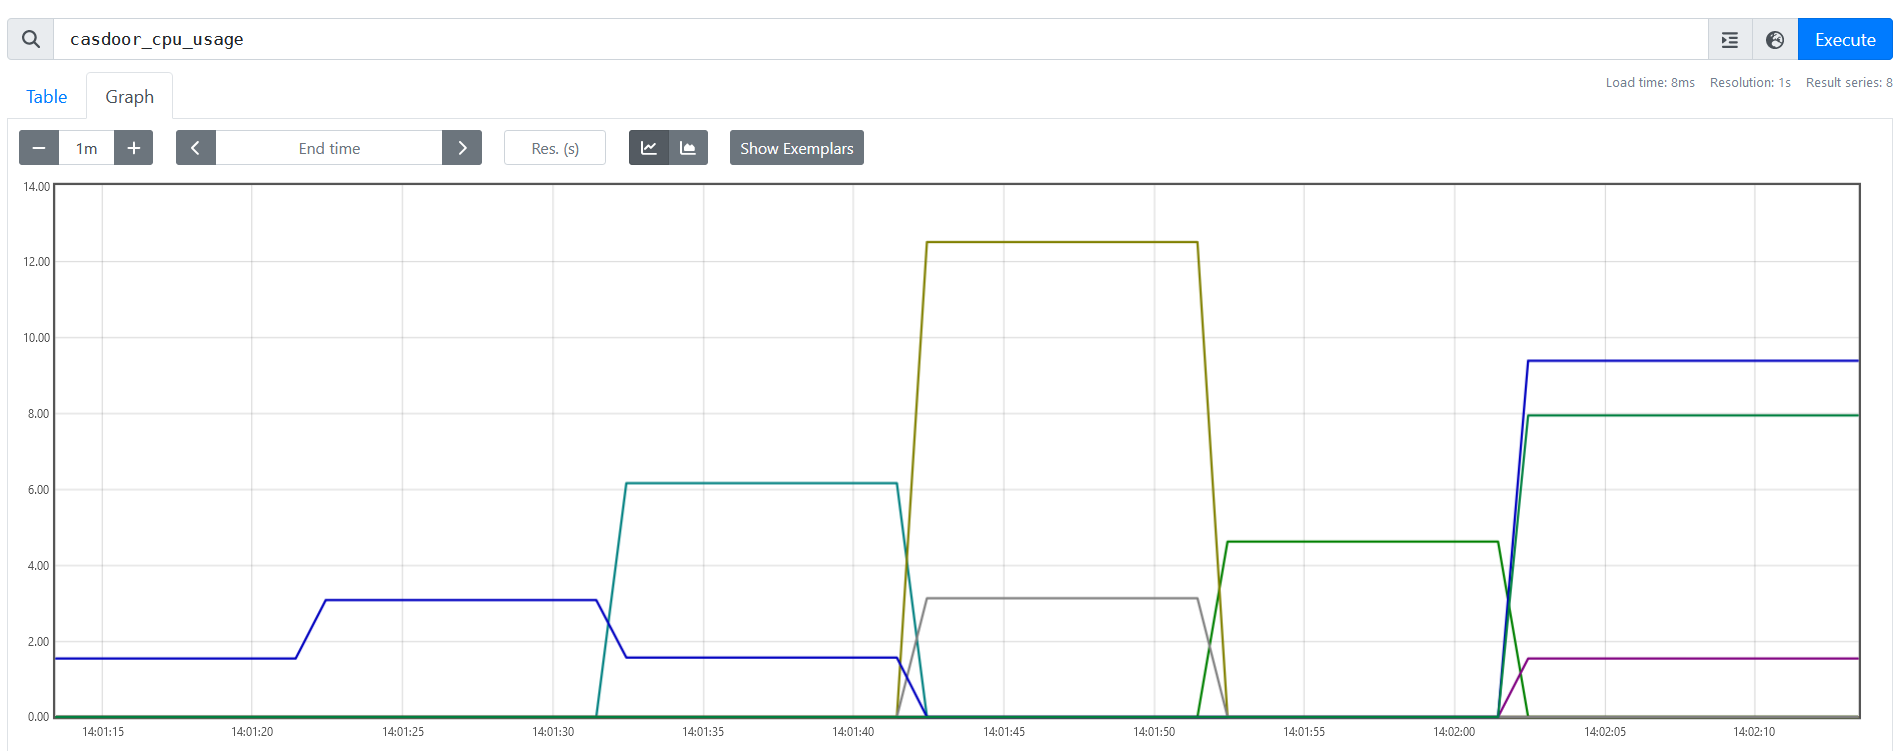 casdoor_cpu_usage
Execute
Table
Graph
Load time: 8ms Resolution: 1s Result series: 8
1m
End time
Res. (s)
Show Exemplars
14.00
12.00
10.00
8.00
6.00
4.00
2.00
0.00
14:01:15 14:01:20 14:01:25 14:01:30 14:01:35 14:01:40 14:01:45 14:01:50 14:01:55 14:02:00 14:02:05 14:02:10